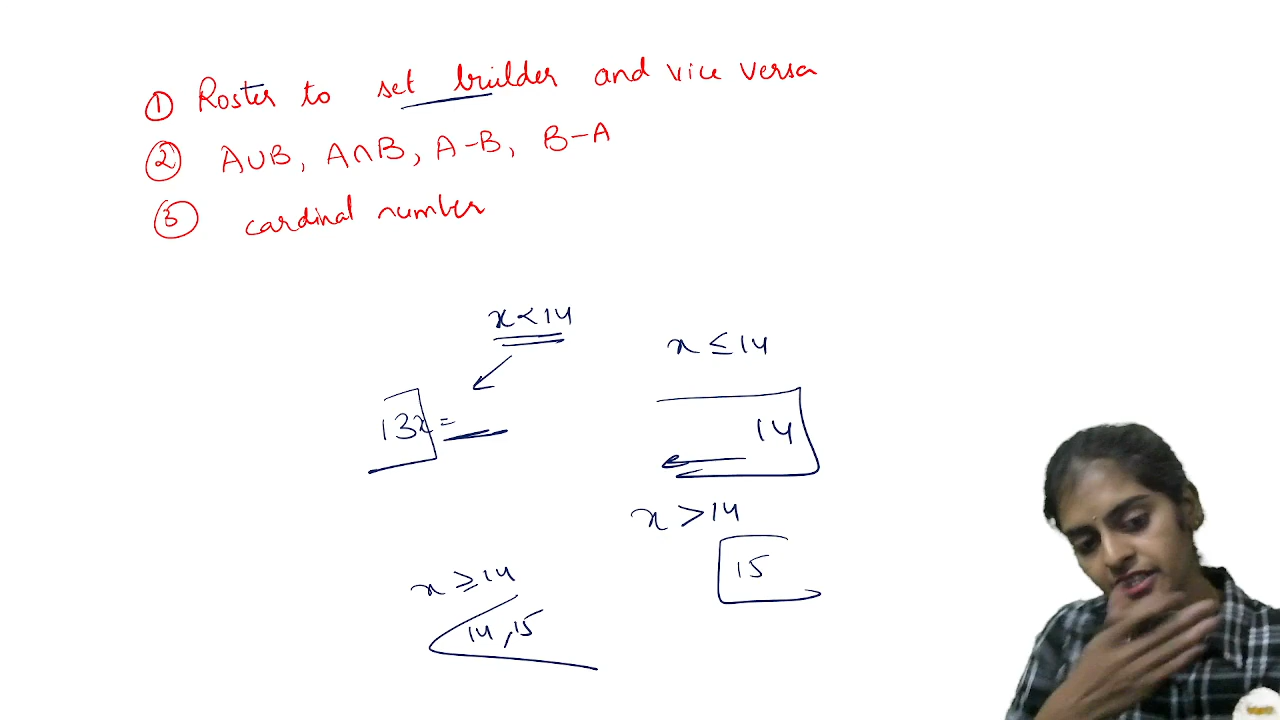 ① Roster to set builder and vice versa
② A∪B, A∩B, A-B, B-A
③ cardinal number
x<14
x ≤ 14
13x =
14
x >14
15
x ≥14
14,15